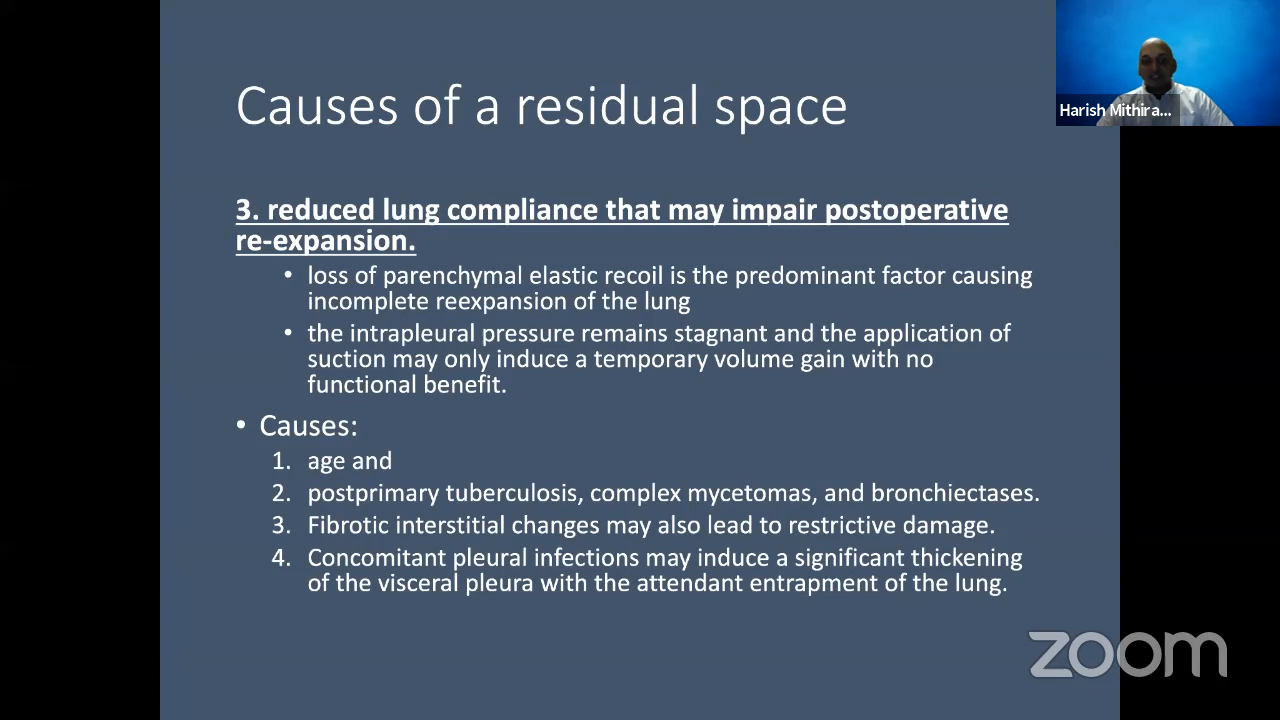 Causes of a residual space
Harish Mithira...
3. reduced lung compliance that may impair postoperative
re-expansion.
• loss of parenchymal elastic recoil is the predominant factor causing
incomplete reexpansion of the lung
• the intrapleural pressure remains stagnant and the application of
suction may only induce a temporary volume gain with no
functional benefit.
• Causes:
1. age and
2. postprimary tuberculosis, complex mycetomas, and bronchiectases.
3. Fibrotic interstitial changes may also lead to restrictive damage.
4. Concomitant pleural infections may induce a significant thickening
of the visceral pleura with the attendant entrapment of the lung.
zoom